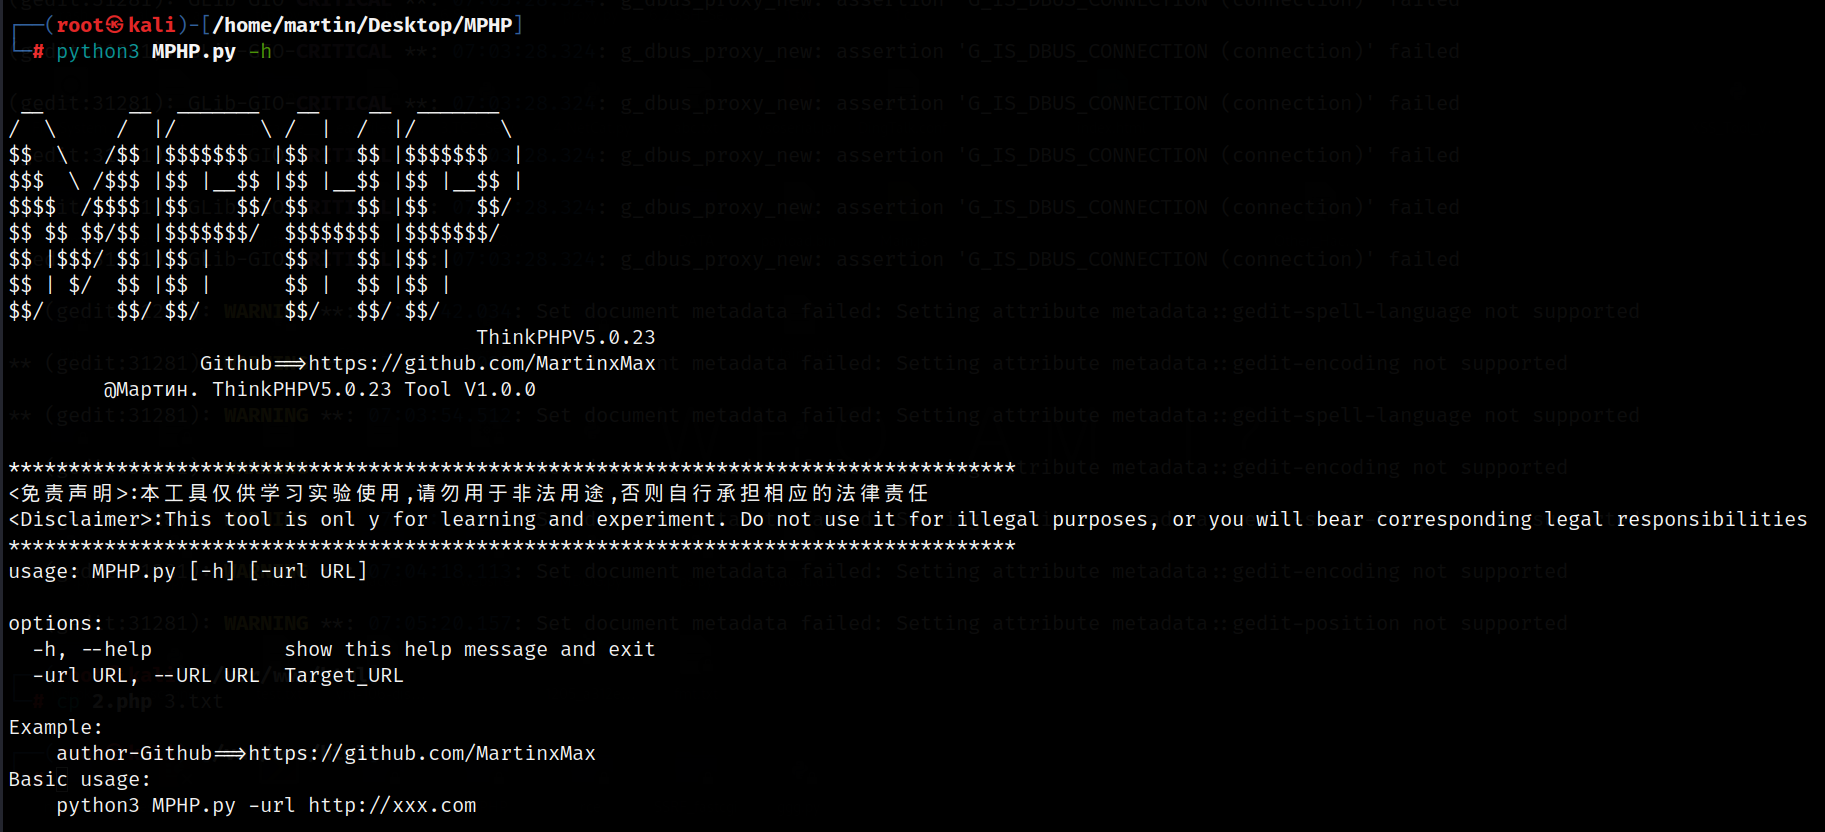 ┌──(root㉿kali)-[/home/martin/Desktop/MPHP]
└─# python3 MPHP.py -h
 __       __  _______   __    __  _______
/  \     /  |/       \ /  |  /  |/       \
$$  \   /$$ |$$$$$$$  |$$ |  $$ |$$$$$$$  |
$$$  \ /$$$ |$$ |__$$ |$$ |__$$ |$$ |__$$ |
$$$$  /$$$$ |$$    $$/ $$    $$ |$$    $$/
$$ $$ $$/$$ |$$$$$$$/  $$$$$$$$ |$$$$$$$/
$$ |$$$/ $$ |$$ |      $$ |  $$ |$$ |
$$ | $/  $$ |$$ |      $$ |  $$ |$$ |
$$/      $$/ $$/       $$/   $$/ $$/
ThinkPHPV5.0.23
Github==>https://github.com/MartinxMax
@Мартин. ThinkPHPV5.0.23 Tool V1.0.0
************************************************************************************
<免责声明>:本工具仅供学习实验使用,请勿用于非法用途,否则自行承担相应的法律责任
<Disclaimer>:This tool is onl y for learning and experiment. Do not use it for illegal purposes, or you will bear corresponding legal responsibilities
************************************************************************************
usage: MPHP.py [-h] [-url URL]
options:
-h, --help           show this help message and exit
-url URL, --URL URL  Target_URL
Example:
author-Github==>https://github.com/MartinxMax
Basic usage:
python3 MPHP.py -url http://xxx.com